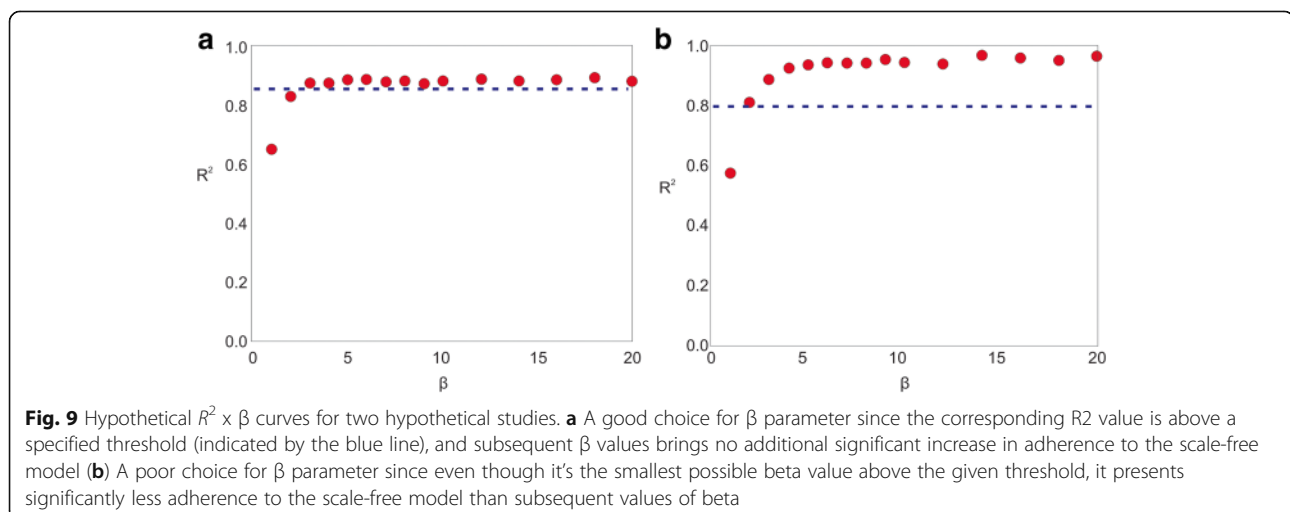 a
b
1.0
0.8
0.6
R²
0.4
0.2
0.0
0
5
10
15
20
β
1.0
0.8
0.6
R²
0.4
0.2
0.0
0
5
10
15
20
β
Fig. 9 Hypothetical R² x β curves for two hypothetical studies. a A good choice for β parameter since the corresponding R2 value is above a
specified threshold (indicated by the blue line), and subsequent β values brings no additional significant increase in adherence to the scale-free
model (b) A poor choice for β parameter since even though it's the smallest possible beta value above the given threshold, it presents
significantly less adherence to the scale-free model than subsequent values of beta